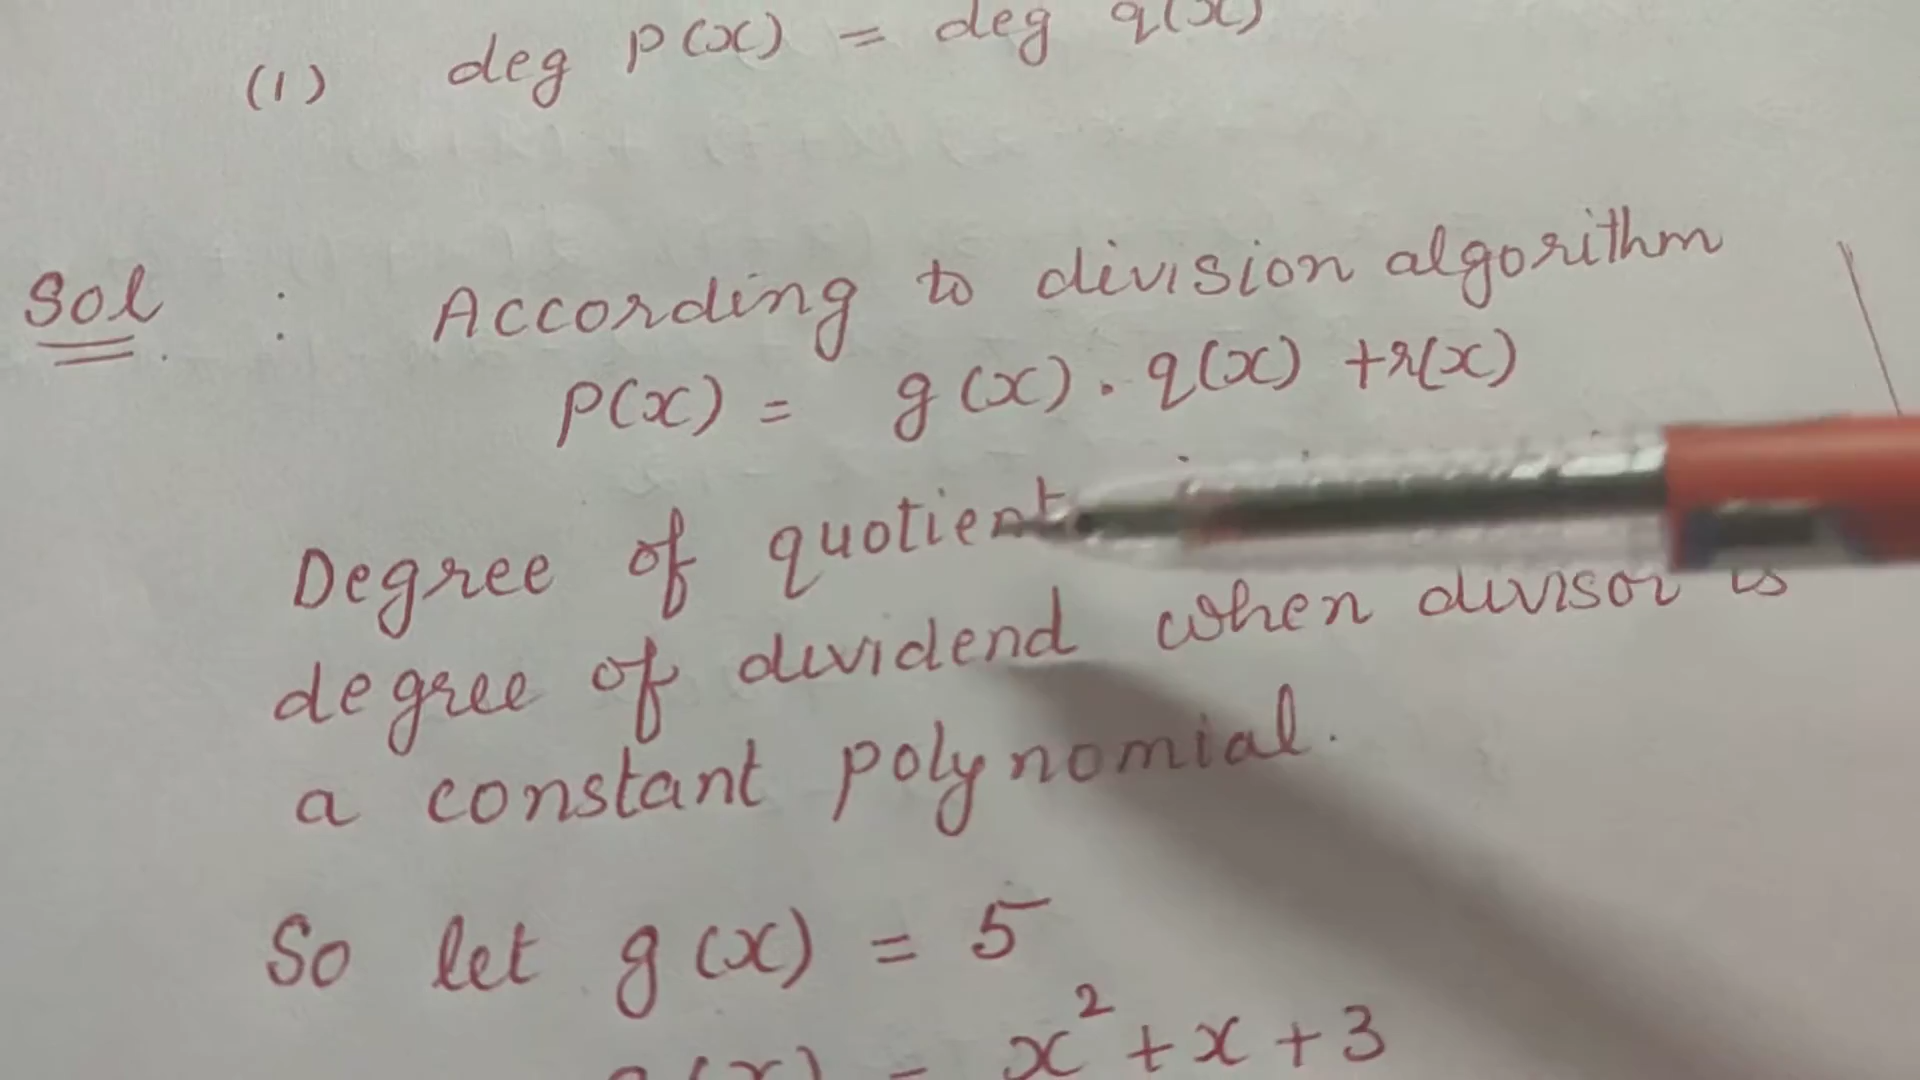 (1) deg p(x) = deg q(x)
Sol : According to division algorithm
p(x) = g(x) . q(x) + r(x)
Degree of quotient
degree of dividend when divisor is
a constant polynomial.
So let g(x) = 5
(x) = x² + x + 3